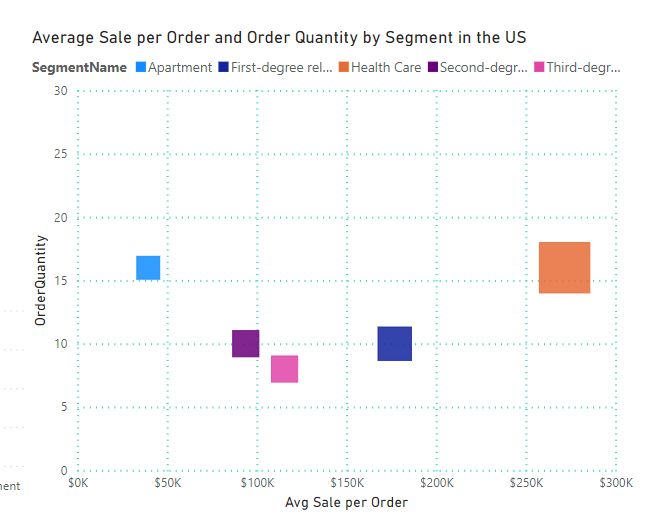 Average Sale per Order and Order Quantity by Segment in the US
SegmentName Apartment First-degree rel... Health Care Second-degr... Third-degr...
30
25
20
15
10
5
0
OrderQuantity
$0K $50K $100K $150K $200K $250K $300K
Avg Sale per Order
ment